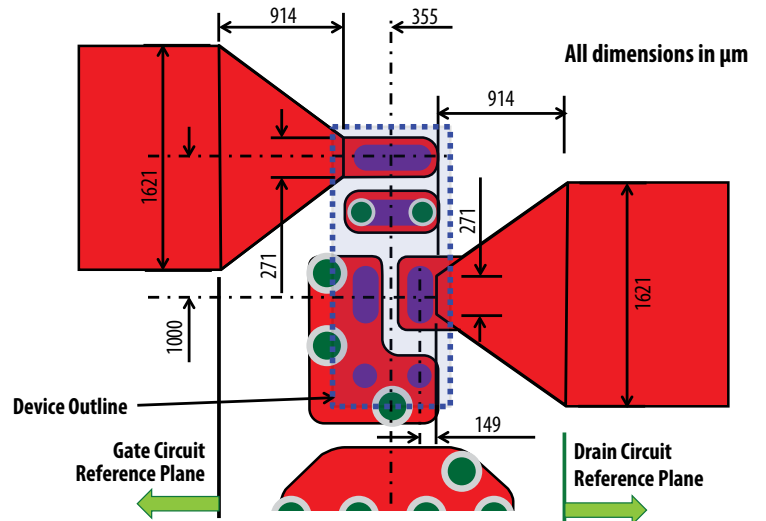 914
355
All dimensions in µm
914
1621
271
271
1621
1000
Device Outline
149
Gate Circuit
Reference Plane
Drain Circuit
Reference Plane